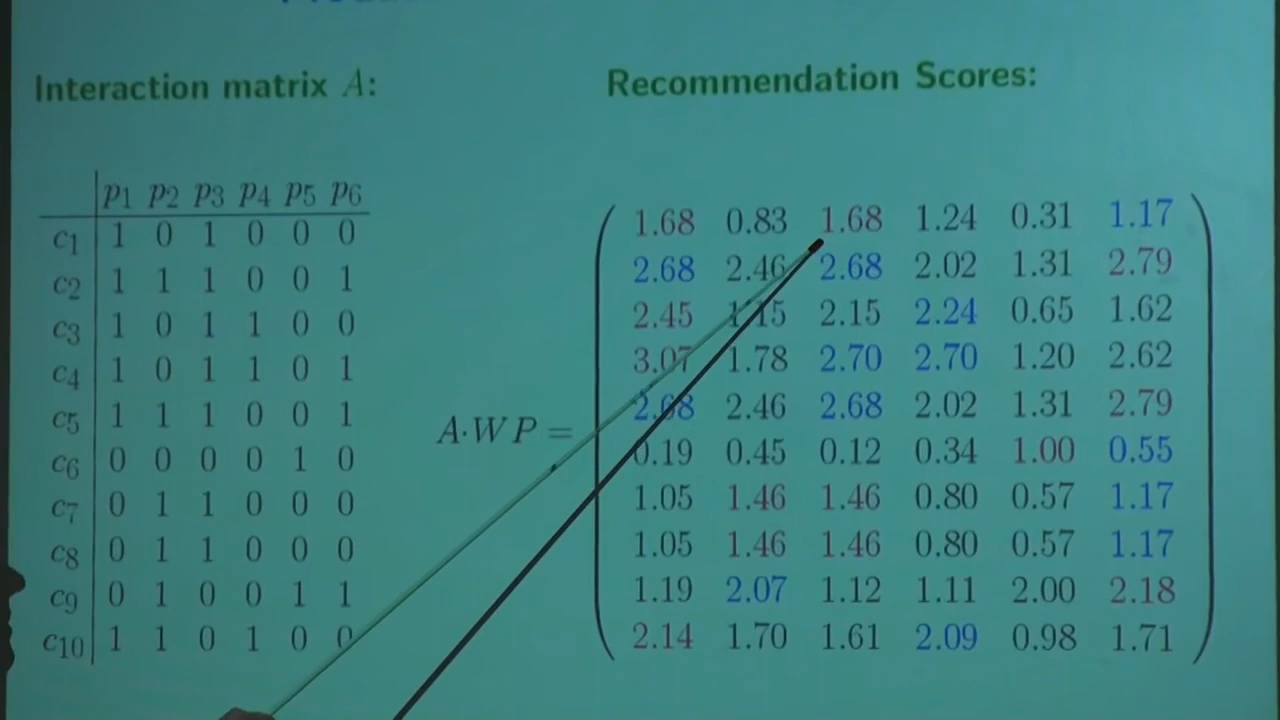 Interaction matrix A: Recommendation Scores:
p1 p2 p3 p4 p5 p6
c1 1 0 1 0 0 0 1.68 0.83 1.68 1.24 0.31 1.17
c2 1 1 1 0 0 1 2.68 2.46 2.68 2.02 1.31 2.79
c3 1 0 1 1 0 0 2.45 1.15 2.15 2.24 0.65 1.62
c4 1 0 1 1 0 1 3.07 1.78 2.70 2.70 1.20 2.62
c5 1 1 1 0 0 1 A·WP = 2.68 2.46 2.68 2.02 1.31 2.79
c6 0 0 0 0 1 0 0.19 0.45 0.12 0.34 1.00 0.55
c7 0 1 1 0 0 0 1.05 1.46 1.46 0.80 0.57 1.17
c8 0 1 1 0 0 0 1.05 1.46 1.46 0.80 0.57 1.17
c9 0 1 0 0 1 1 1.19 2.07 1.12 1.11 2.00 2.18
c10 1 1 0 1 0 0 2.14 1.70 1.61 2.09 0.98 1.71